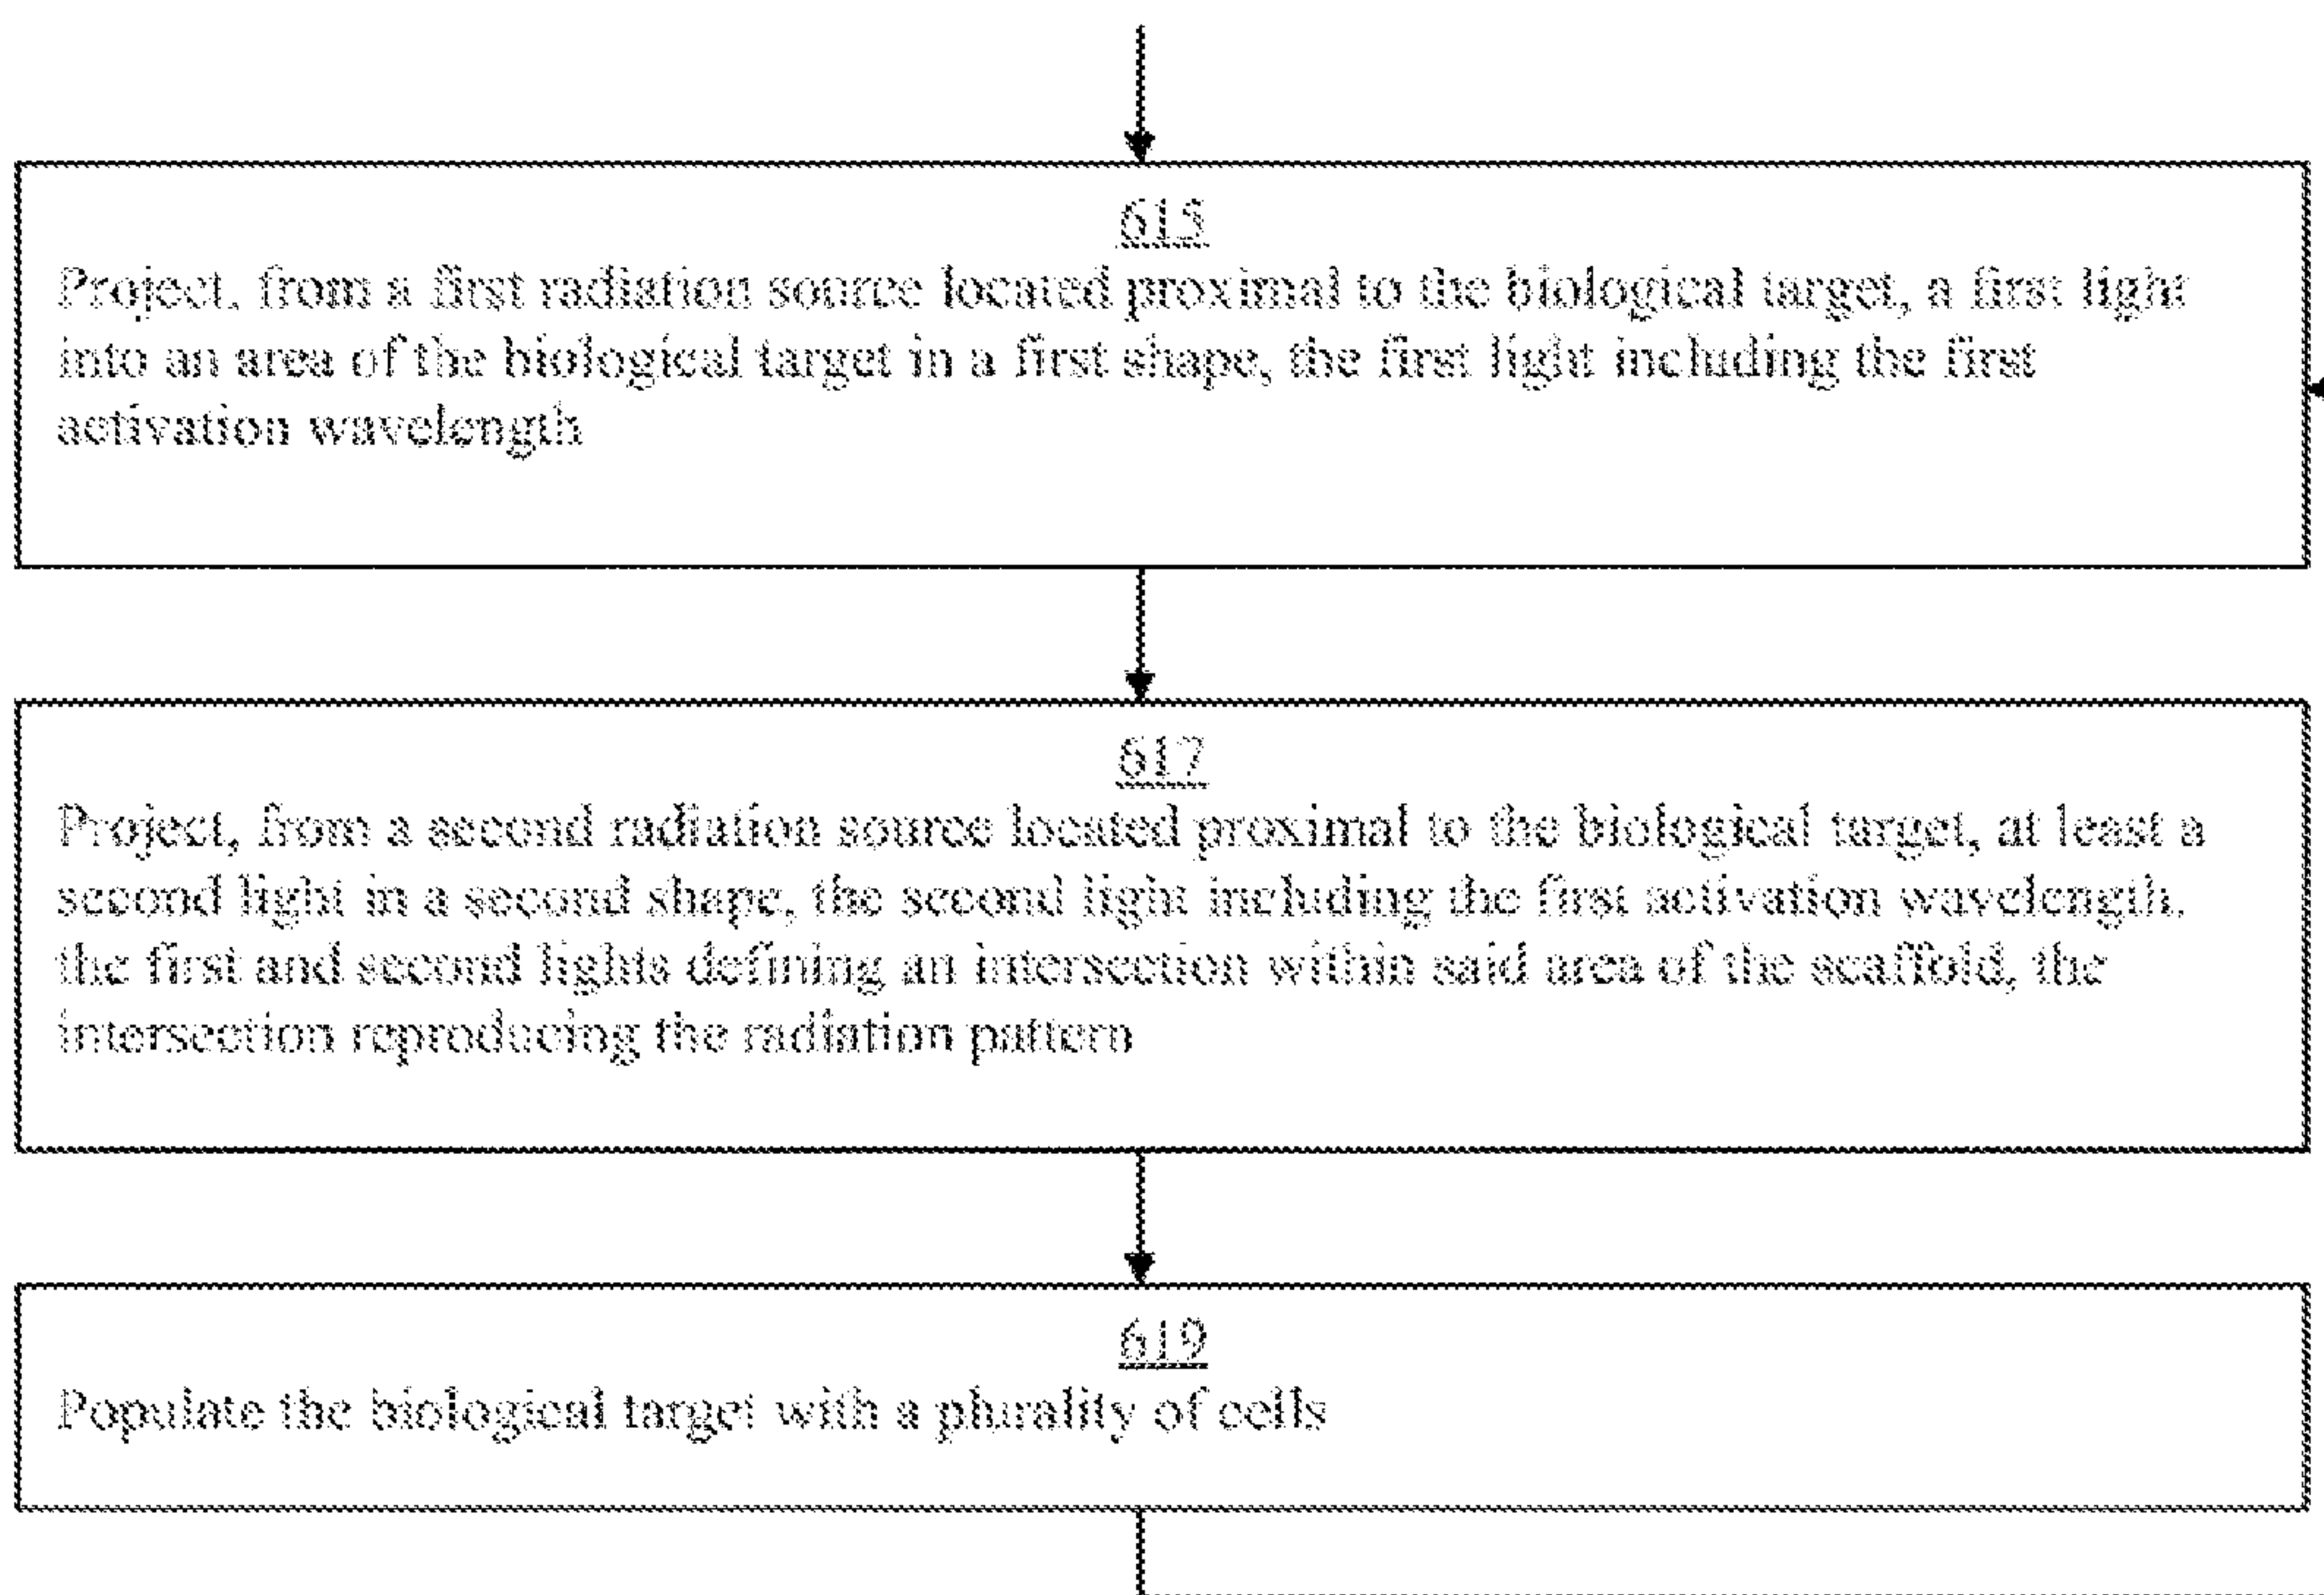 615
Project, from a first radiation source located proximal to the biological target, a first light
into an area of the biological target in a first shape, the first light including the first
activation wavelength
617
Project, from a second radiation source located proximal to the biological target, at least a
second light in a second shape, the second light including the first activation wavelength,
the first and second lights defining an intersection within said area of the scaffold, the
intersection reproducing the radiation pattern
619
Populate the biological target with a plurality of cells